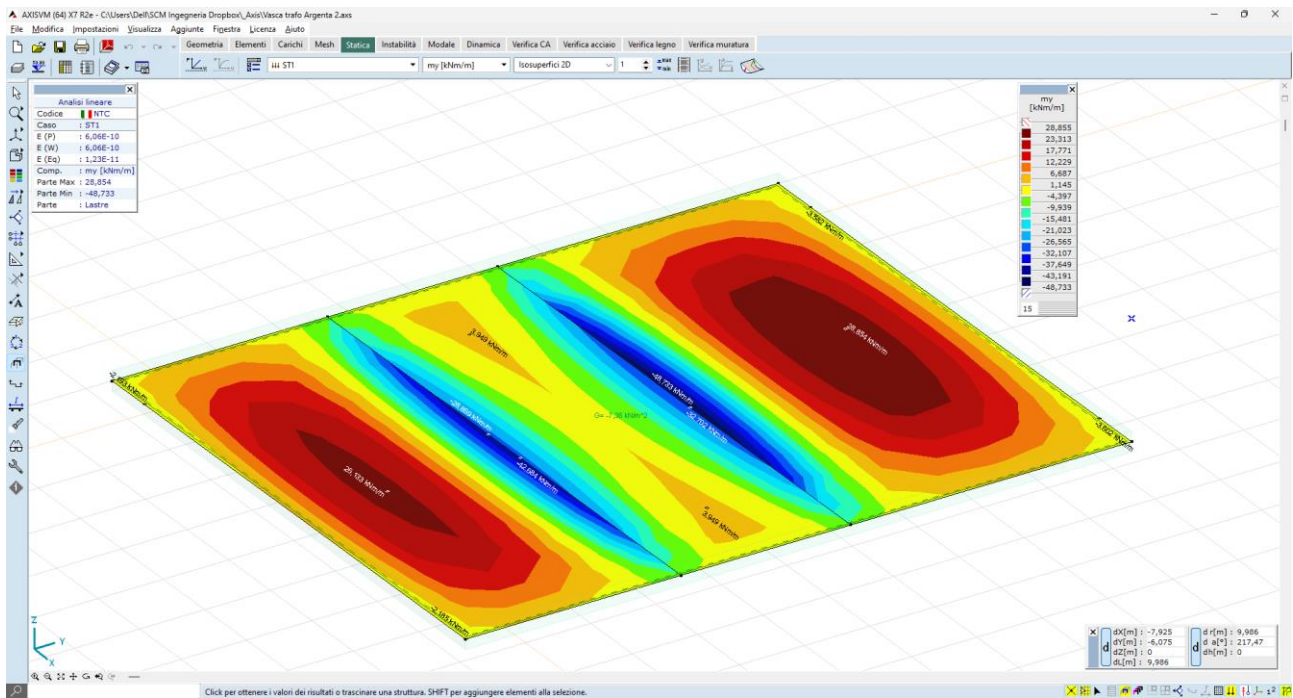 AXISVM (64) X7 R2e - C:\Users\Dell\SCM Ingegneria Dropbox\_Axis\Vasca trafo Argenta 2.axs
File Modifica Impostazioni Visualizza Aggiunte Finestra Licenza Aiuto
Geometria Elementi Carichi Mesh Statica Instabilità Modale Dinamica Verifica CA Verifica acciaio Verifica legno Verifica muratura
ST1 my [kNm/m] Isosuperfici 2D 1
Analisi lineare
Codice NTC
Caso : ST1
E (P) : 6,06E-10
E (W) : 6,06E-10
E (Eq) : 1,23E-11
Comp. : my [kNm/m]
Parte Max : 28,854
Parte Min : -48,733
Parte : Lastre
my
[kNm/m]
28,855
23,313
17,771
12,229
6,687
1,145
-4,397
-9,939
-15,481
-21,023
-26,565
-32,107
-37,649
-43,191
-48,733
15
3,949 kNm/m
28,854 kNm/m
-48,733 kNm/m
-32,702 kNm/m
-42,684 kNm/m
26,133 kNm/m
3,949 kNm/m
Z
Y
X
dX[m] : -7,925
dY[m] : -6,075
dZ[m] : 0
dL[m] : 9,986
d r[m] : 9,986
d a[°] : 217,47
dh[m] : 0
Click per ottenere i valori dei risultati o trascinare una struttura. SHIFT per aggiungere elementi alla selezione.